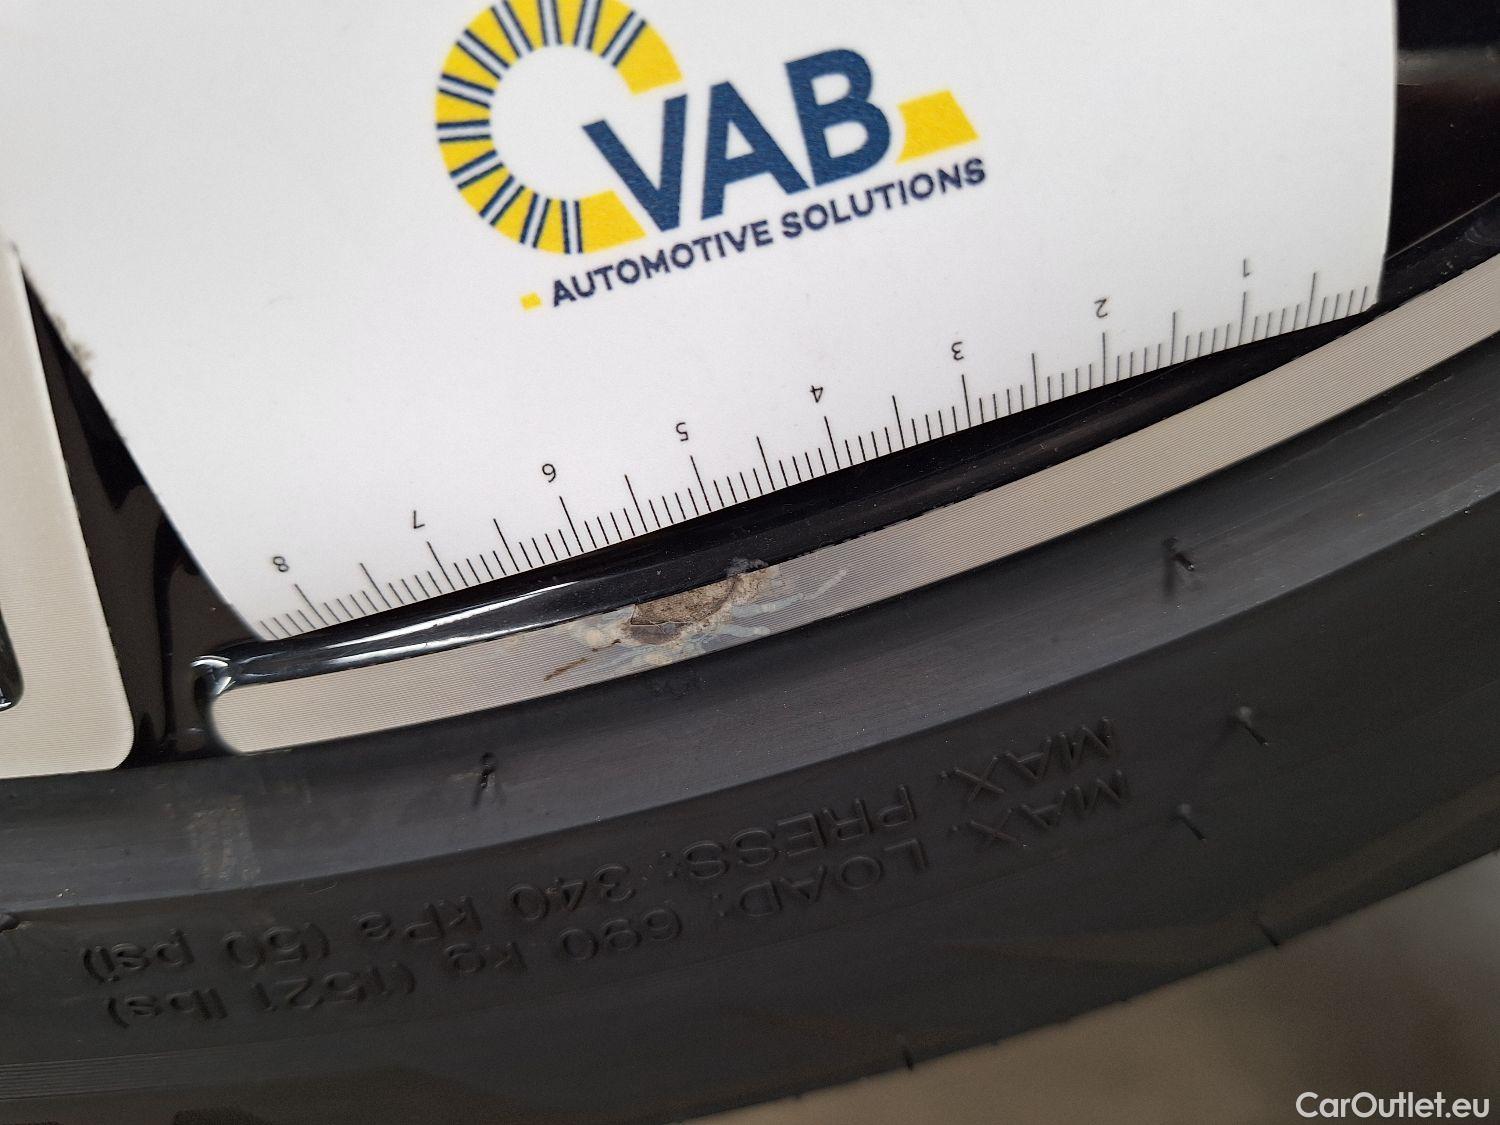 VAB
AUTOMOTIVE SOLUTIONS
8 7 6 5 4 3 2 1
MAX. LOAD: 690 kg (1521 lbs)
MAX. PRESS: 340 kPa (50 psi)
CarOutlet.eu